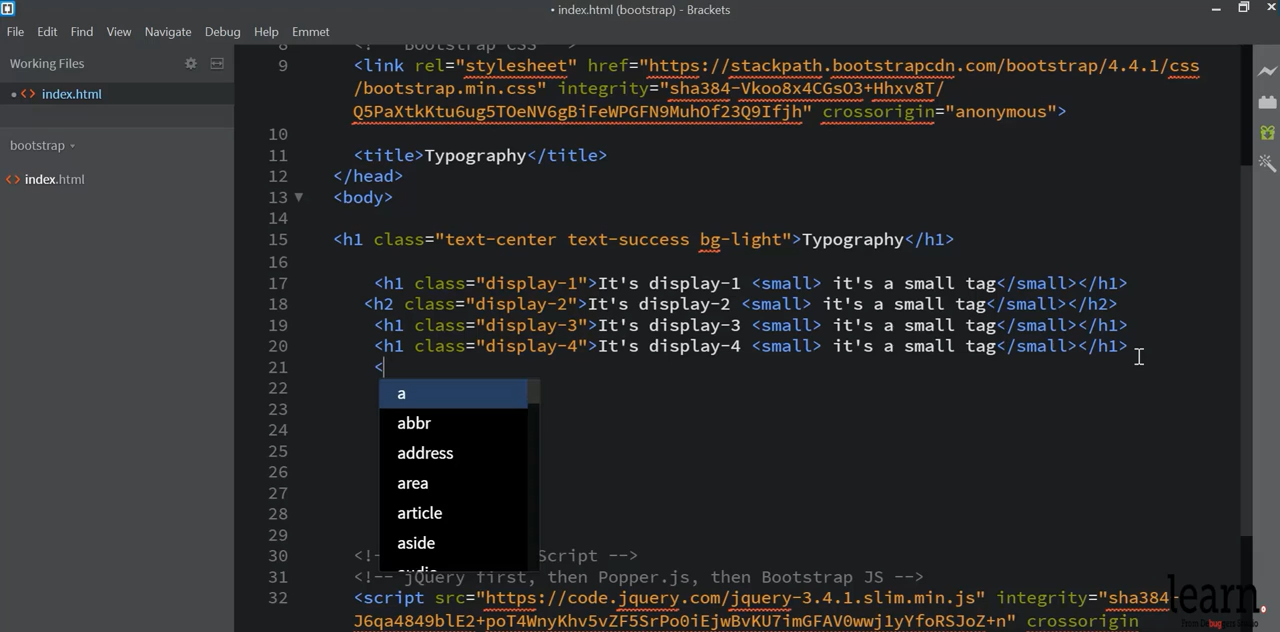 • index.html (bootstrap) - Brackets
File Edit Find View Navigate Debug Help Emmet
Working Files
• <> index.html
bootstrap
<> index.html
8 Bootstrap CSS
9 <link rel="stylesheet" href="https://stackpath.bootstrapcdn.com/bootstrap/4.4.1/css
/bootstrap.min.css" integrity="sha384-Vkoo8x4CGsO3+Hhxv8T/
Q5PaXtkKtu6ug5TOeNV6gBiFeWPGFN9MuhOf23Q9Ifjh" crossorigin="anonymous">
10
11 <title>Typography</title>
12 </head>
13 <body>
14
15 <h1 class="text-center text-success bg-light">Typography</h1>
16
17 <h1 class="display-1">It's display-1 <small> it's a small tag</small></h1>
18 <h2 class="display-2">It's display-2 <small> it's a small tag</small></h2>
19 <h1 class="display-3">It's display-3 <small> it's a small tag</small></h1>
20 <h1 class="display-4">It's display-4 <small> it's a small tag</small></h1>
21 <
22 a
23 abbr
24
25 address
26 area
27
28 article
29 aside
30 <!- Script -->
31 <!-- jQuery first, then Popper.js, then Bootstrap JS -->
32 <script src="https://code.jquery.com/jquery-3.4.1.slim.min.js" integrity="sha384-
J6qa4849blE2+poT4WnyKhv5vZF5SrPo0iEjwBvKU7imGFAV0wwj1yYfoRSJoZ+n" crossorigin
learn.